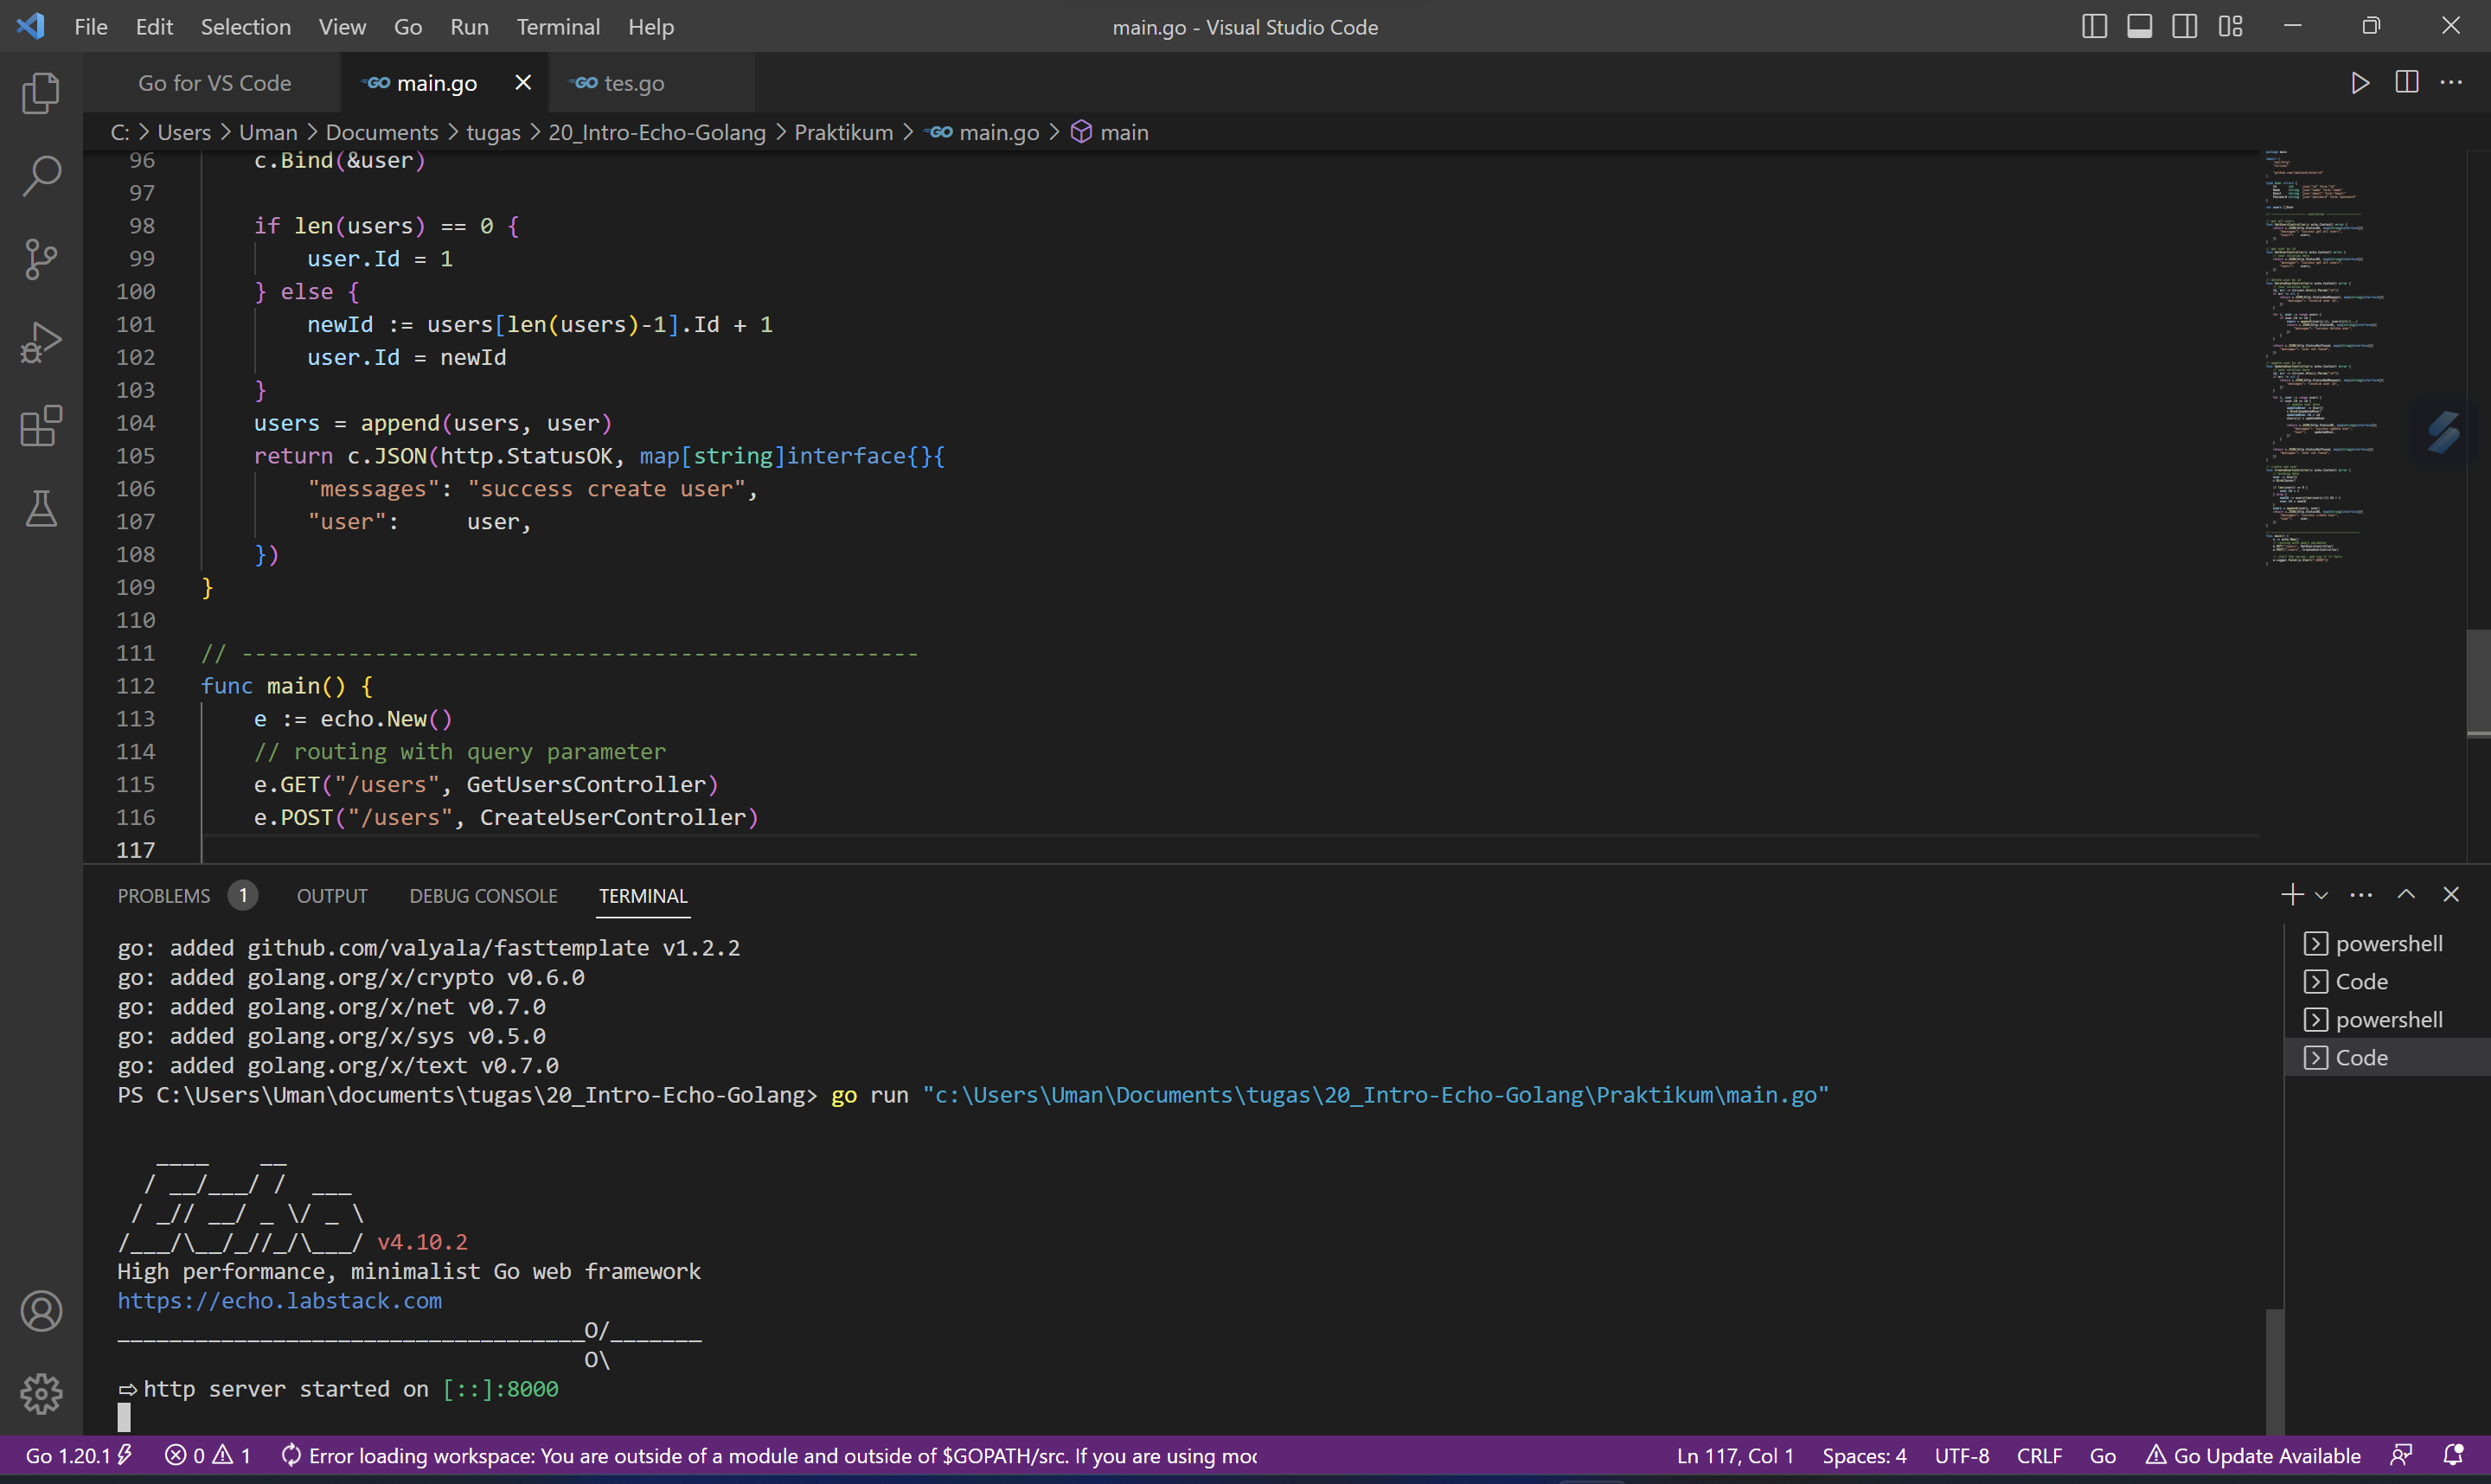 File Edit Selection View Go Run Terminal Help
main.go - Visual Studio Code
Go for VS Code
GO main.go
GO tes.go
C: > Users > Uman > Documents > tugas > 20_Intro-Echo-Golang > Praktikum > GO main.go > main
96 c.Bind(&user)
97
98 if len(users) == 0 {
99 user.Id = 1
100 } else {
101 newId := users[len(users)-1].Id + 1
102 user.Id = newId
103 }
104 users = append(users, user)
105 return c.JSON(http.StatusOK, map[string]interface{}{
106 "messages": "success create user",
107 "user":     user,
108 })
109 }
110
111 // ---------------------------------------------------
112 func main() {
113 e := echo.New()
114 // routing with query parameter
115 e.GET("/users", GetUsersController)
116 e.POST("/users", CreateUserController)
117
PROBLEMS 1 OUTPUT DEBUG CONSOLE TERMINAL
go: added github.com/valyala/fasttemplate v1.2.2
go: added golang.org/x/crypto v0.6.0
go: added golang.org/x/net v0.7.0
go: added golang.org/x/sys v0.5.0
go: added golang.org/x/text v0.7.0
PS C:\Users\Uman\documents\tugas\20_Intro-Echo-Golang> go run "c:\Users\Uman\Documents\tugas\20_Intro-Echo-Golang\Praktikum\main.go"
   ____    __
  / __/___/ /  ___
 / _// __/ _ \/ _ \
/___/\__/_//_/\___/ v4.10.2
High performance, minimalist Go web framework
https://echo.labstack.com
____________________________________O/_______
                                    O\
⇨ http server started on [::]:8000
powershell
Code
powershell
Code
Go 1.20.1 0 1 Error loading workspace: You are outside of a module and outside of $GOPATH/src. If you are using moc
Ln 117, Col 1 Spaces: 4 UTF-8 CRLF Go Go Update Available